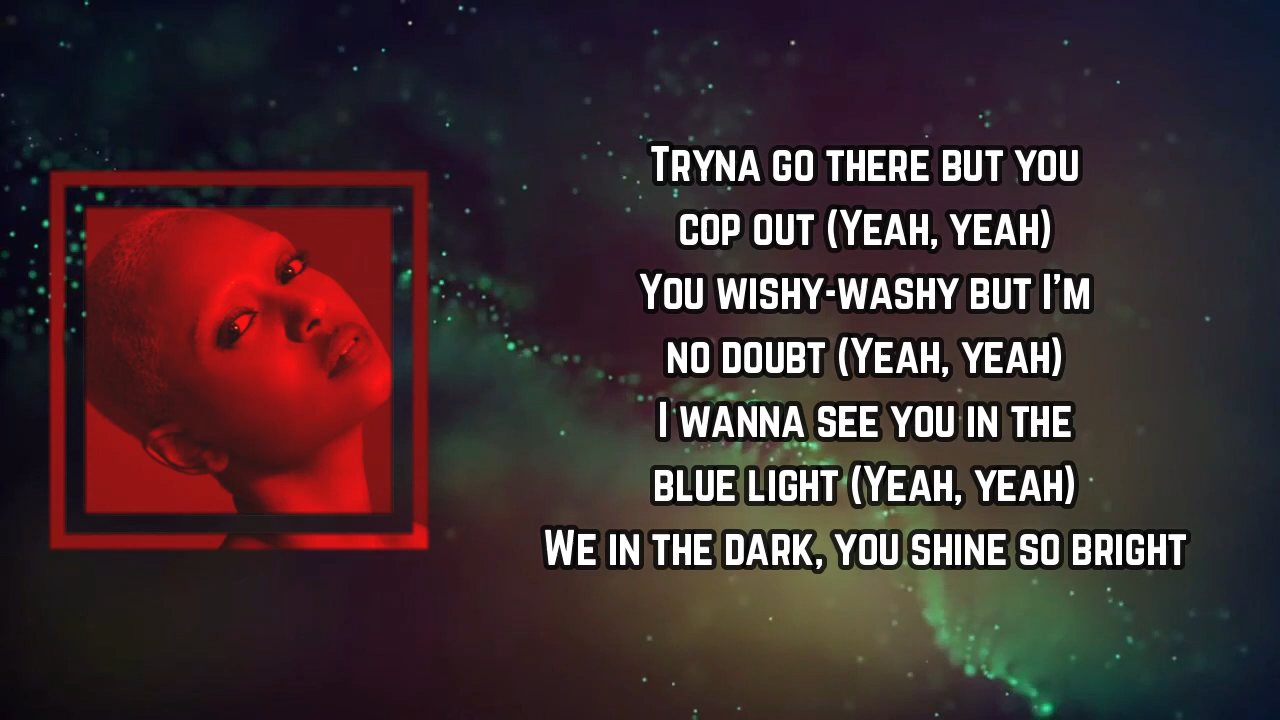 Tryna go there but you
cop out (Yeah, yeah)
You wishy-washy but I'm
no doubt (Yeah, yeah)
I wanna see you in the
blue light (Yeah, yeah)
We in the dark, you shine so bright